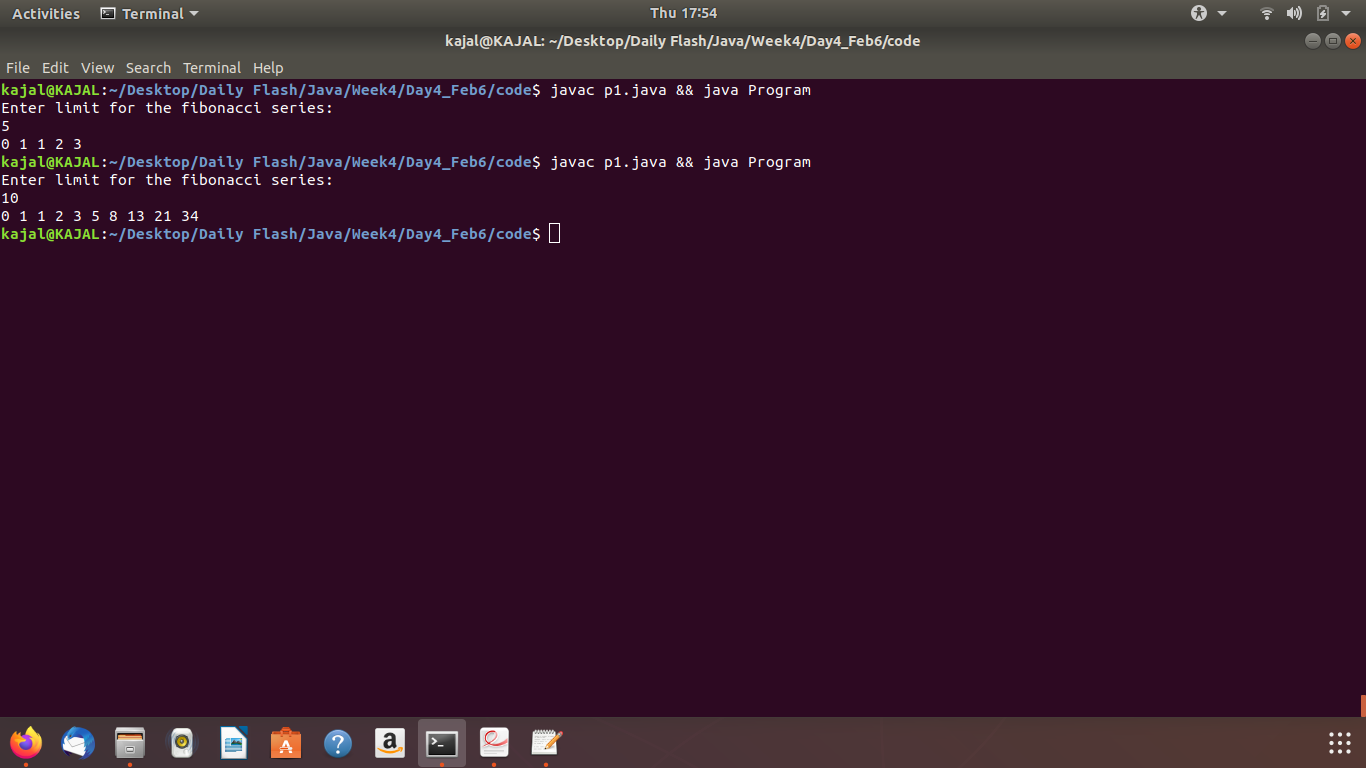 Activities Terminal Thu 17:54
kajal@KAJAL: ~/Desktop/Daily Flash/Java/Week4/Day4_Feb6/code
File Edit View Search Terminal Help
kajal@KAJAL:~/Desktop/Daily Flash/Java/Week4/Day4_Feb6/code$ javac p1.java && java Program
Enter limit for the fibonacci series:
5
0 1 1 2 3
kajal@KAJAL:~/Desktop/Daily Flash/Java/Week4/Day4_Feb6/code$ javac p1.java && java Program
Enter limit for the fibonacci series:
10
0 1 1 2 3 5 8 13 21 34
kajal@KAJAL:~/Desktop/Daily Flash/Java/Week4/Day4_Feb6/code$